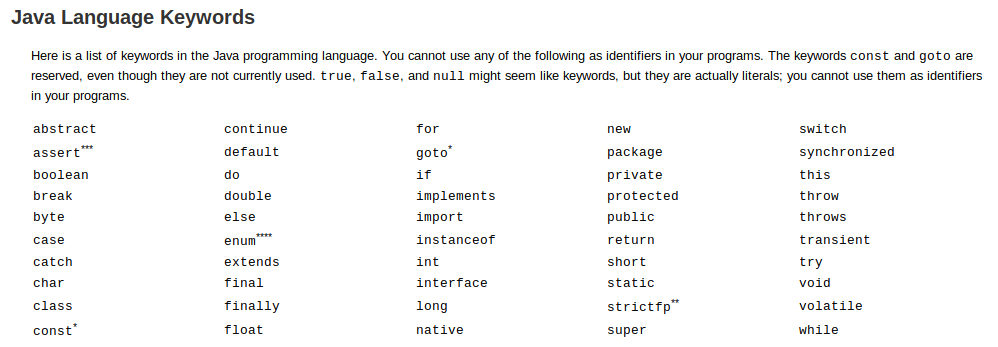 Java Language Keywords
Here is a list of keywords in the Java programming language. You cannot use any of the following as identifiers in your programs. The keywords const and goto are
reserved, even though they are not currently used. true, false, and null might seem like keywords, but they are actually literals; you cannot use them as identifiers
in your programs.
abstract continue for new switch
assert*** default goto* package synchronized
boolean do if private this
break double implements protected throw
byte else import public throws
case enum**** instanceof return transient
catch extends int short try
char final interface static void
class finally long strictfp** volatile
const* float native super while